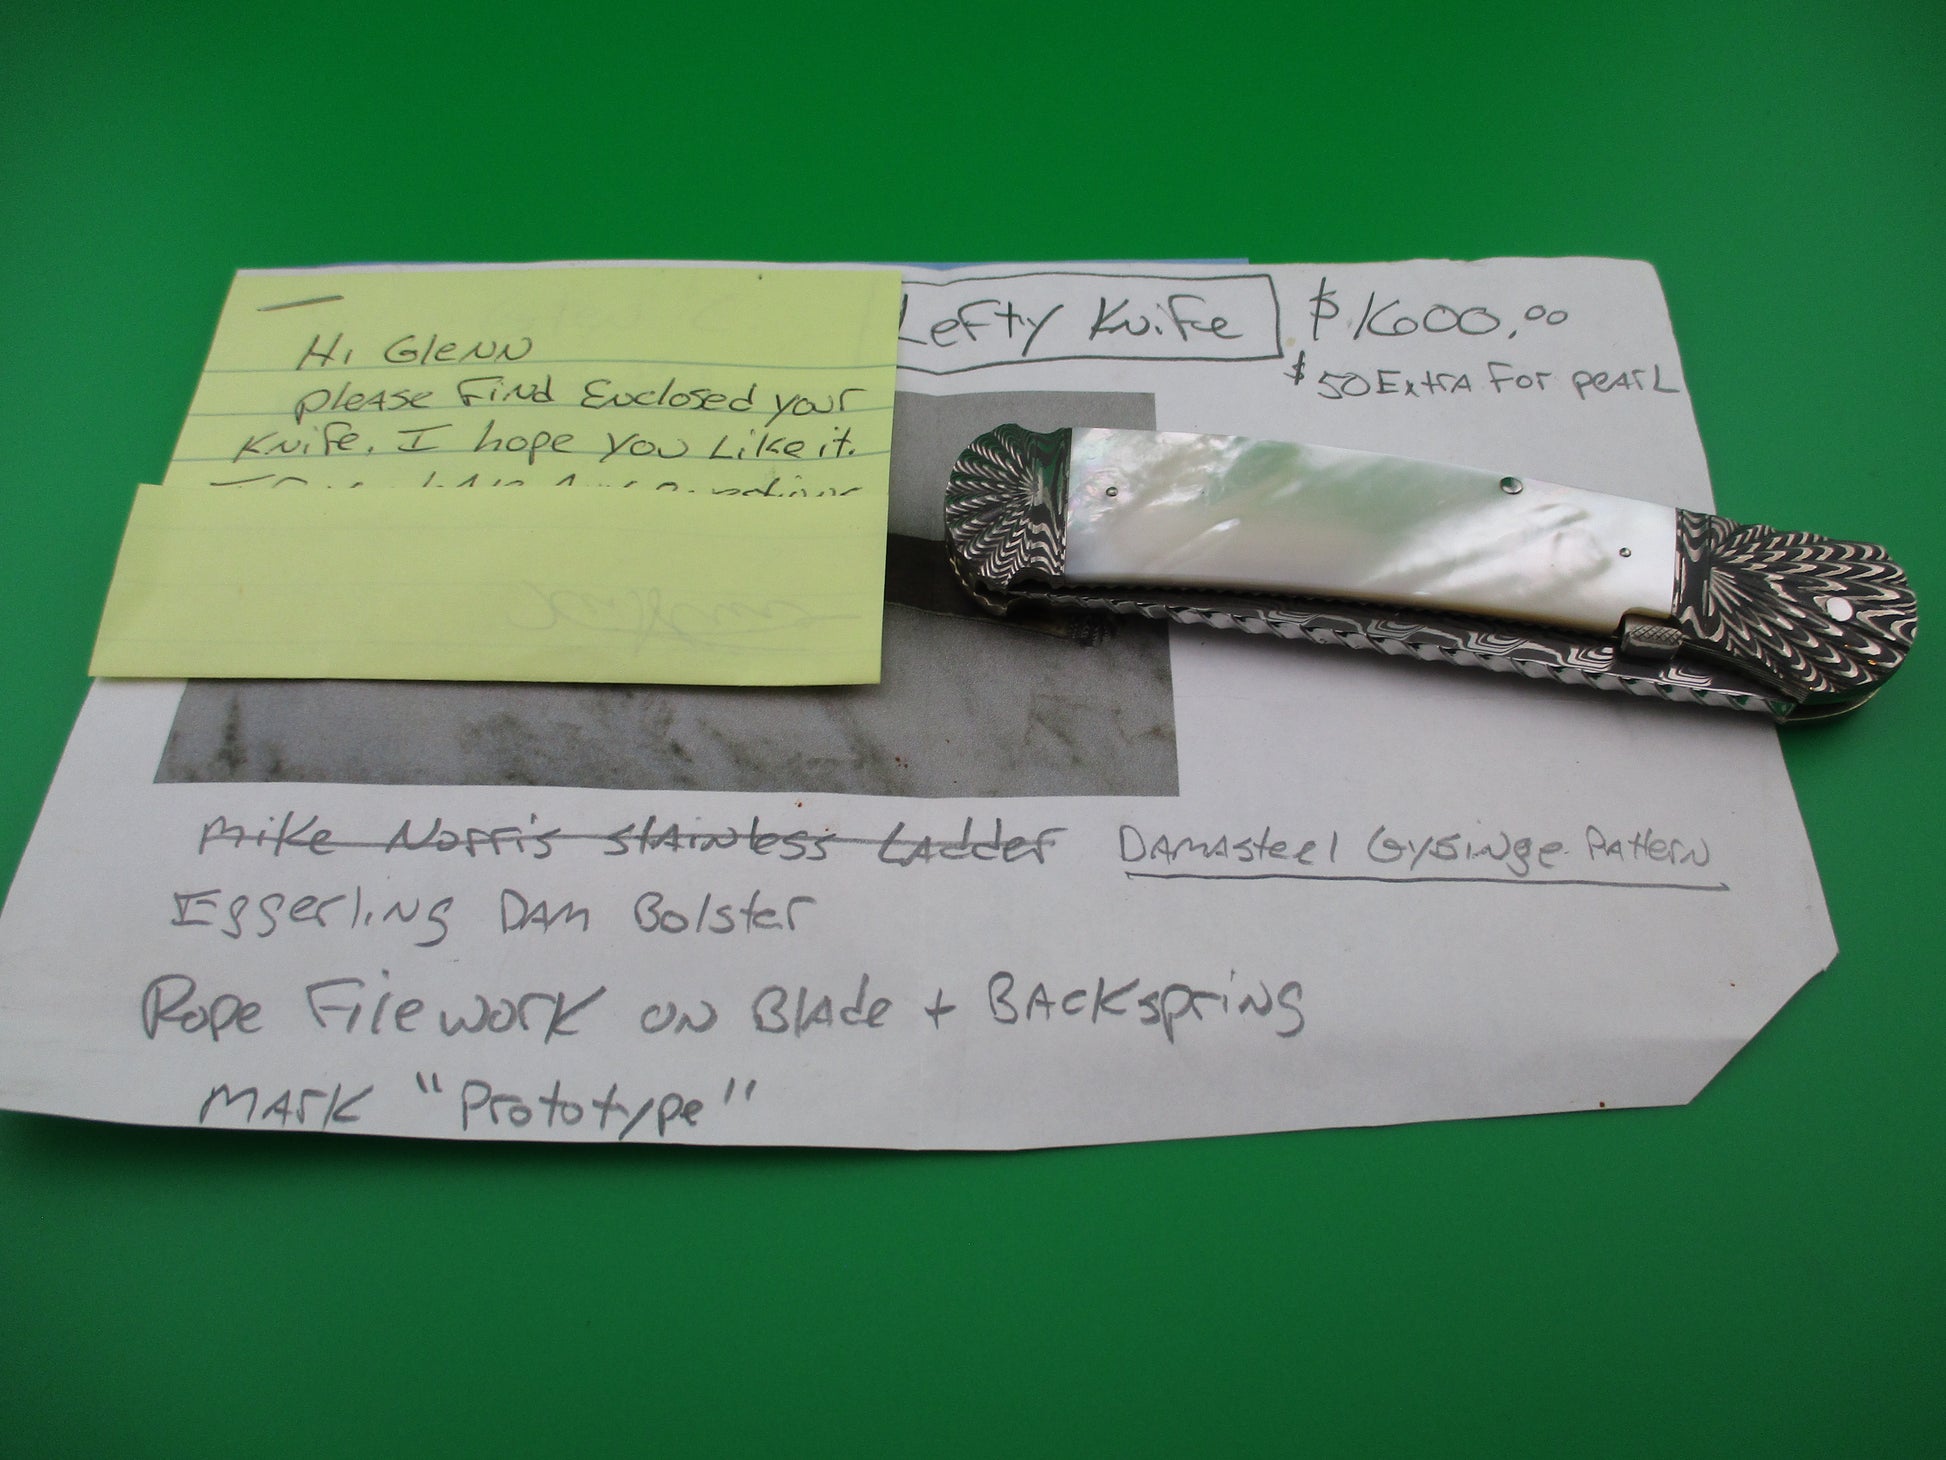 Lefty Knife
$1600.00
$50 Extra For pearL
Hi Glenn
please Find Enclosed your
Knife. I hope you Like it.
Mike Norris stainless Ladder
Damasteel Gysinge Pattern
Eggerling Dam Bolster
Rope Filework on Blade + Backspring
Mark "Prototype"